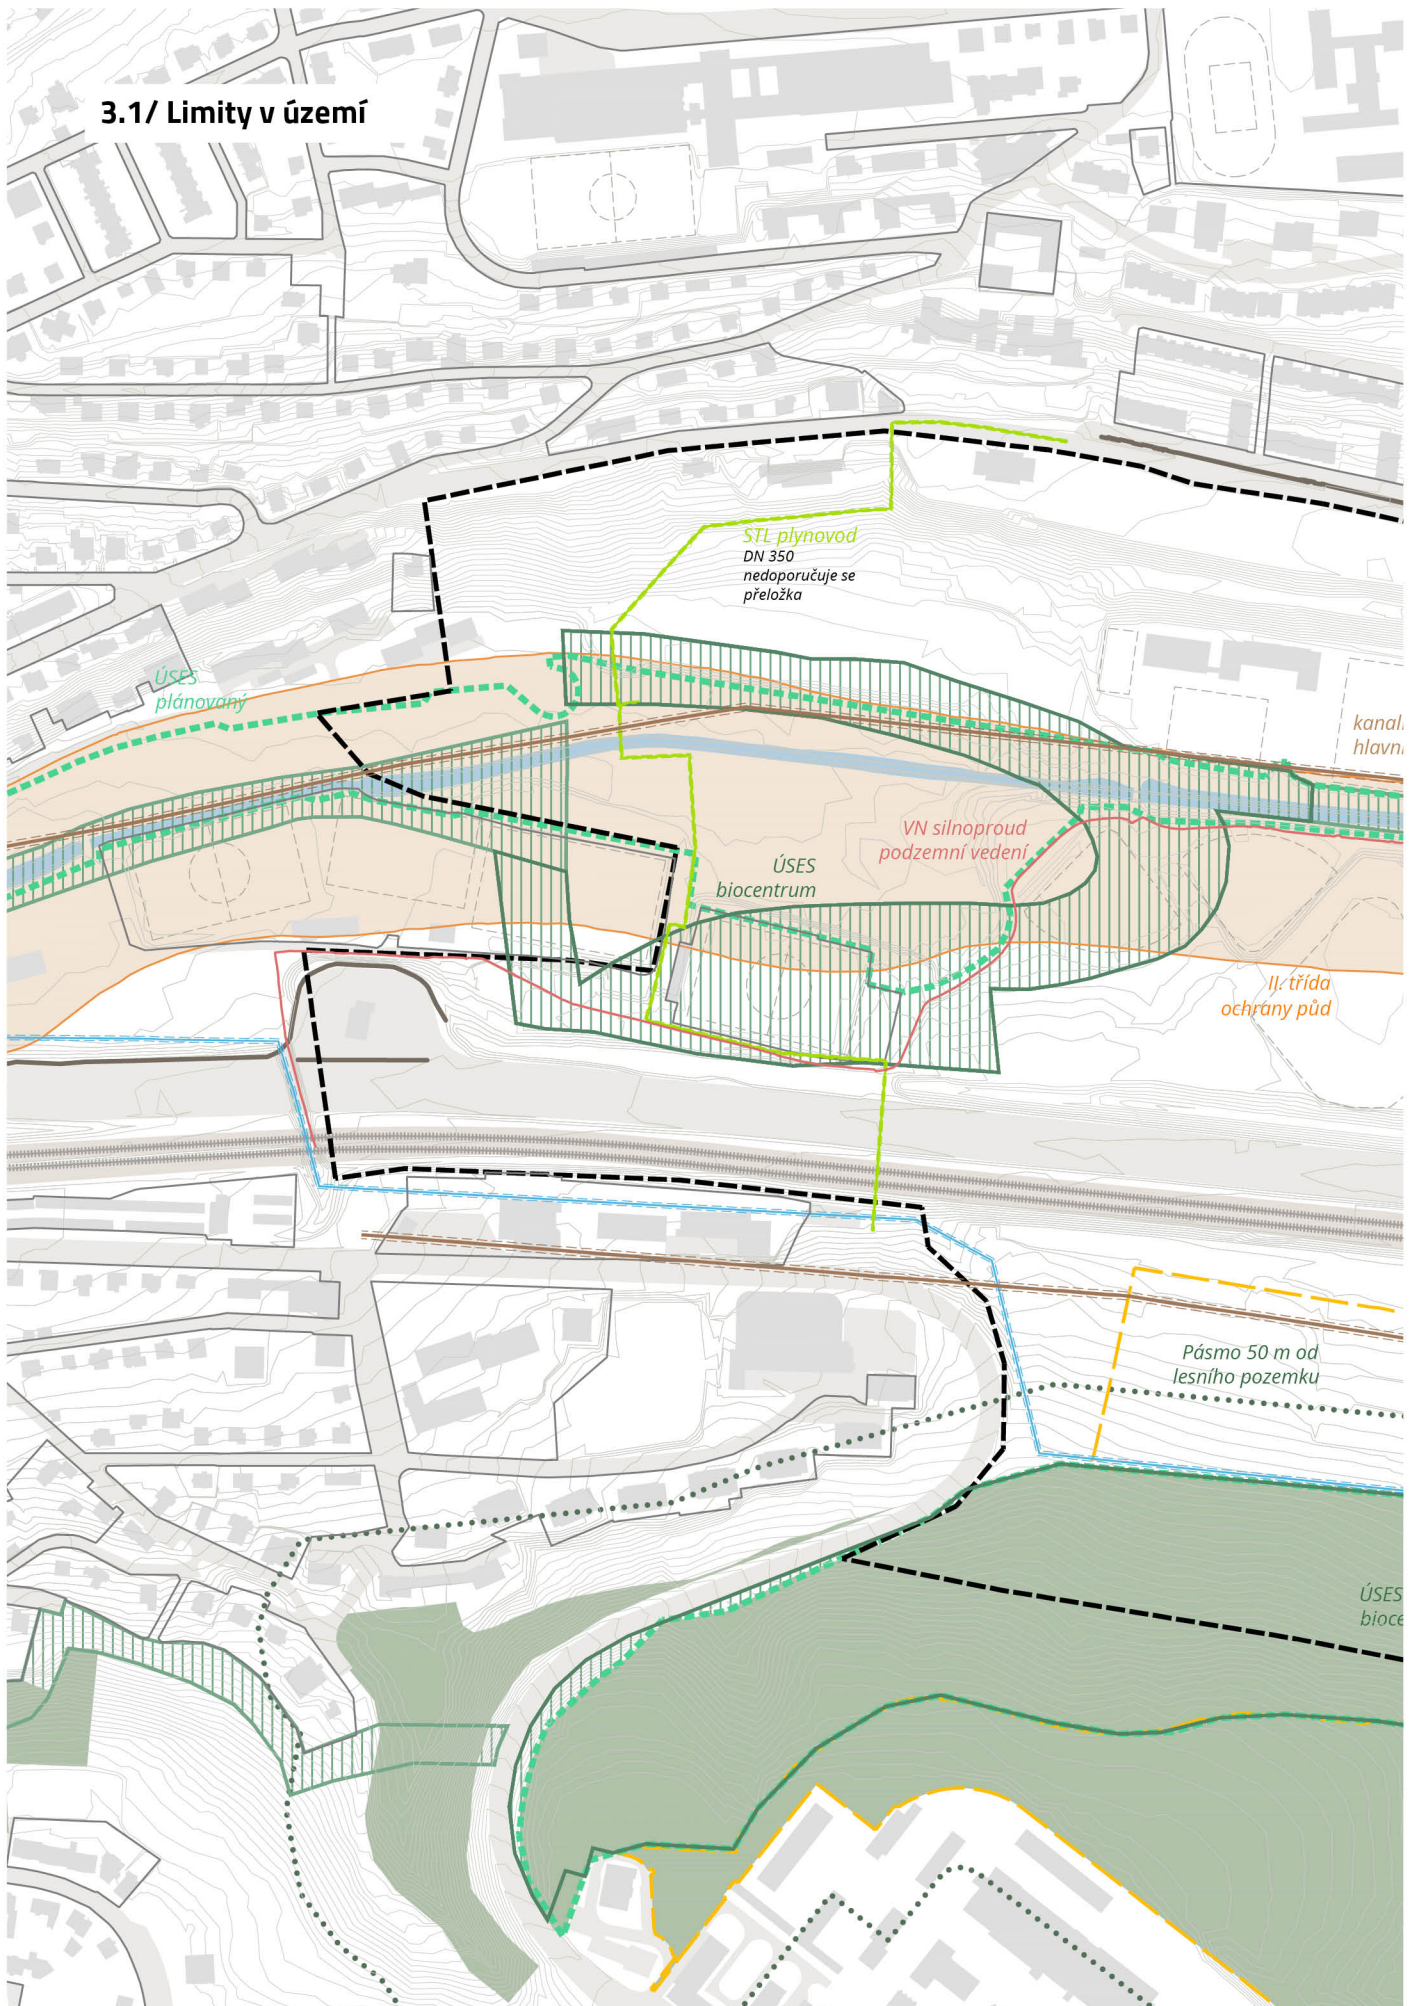 3.1/ Limity v území
STL plynovod
DN 350
nedoporučuje se
přeložka
ÚSES
plánovaný
hlavn
VN silnoproud
podzemní vedení
ÚSES
biocentrum
II. třída
ochrany půd
Pásmo 50 m od
lesního pozemku
ÚSES
bioce